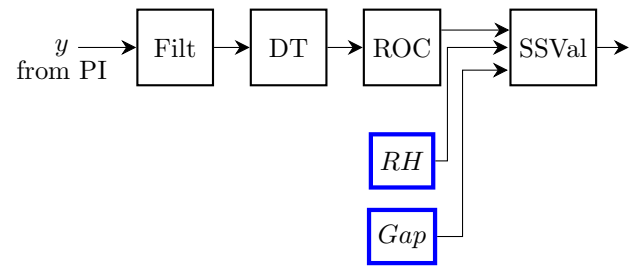 y
from PI
Filt
DT
ROC
SSVal
RH
Gap